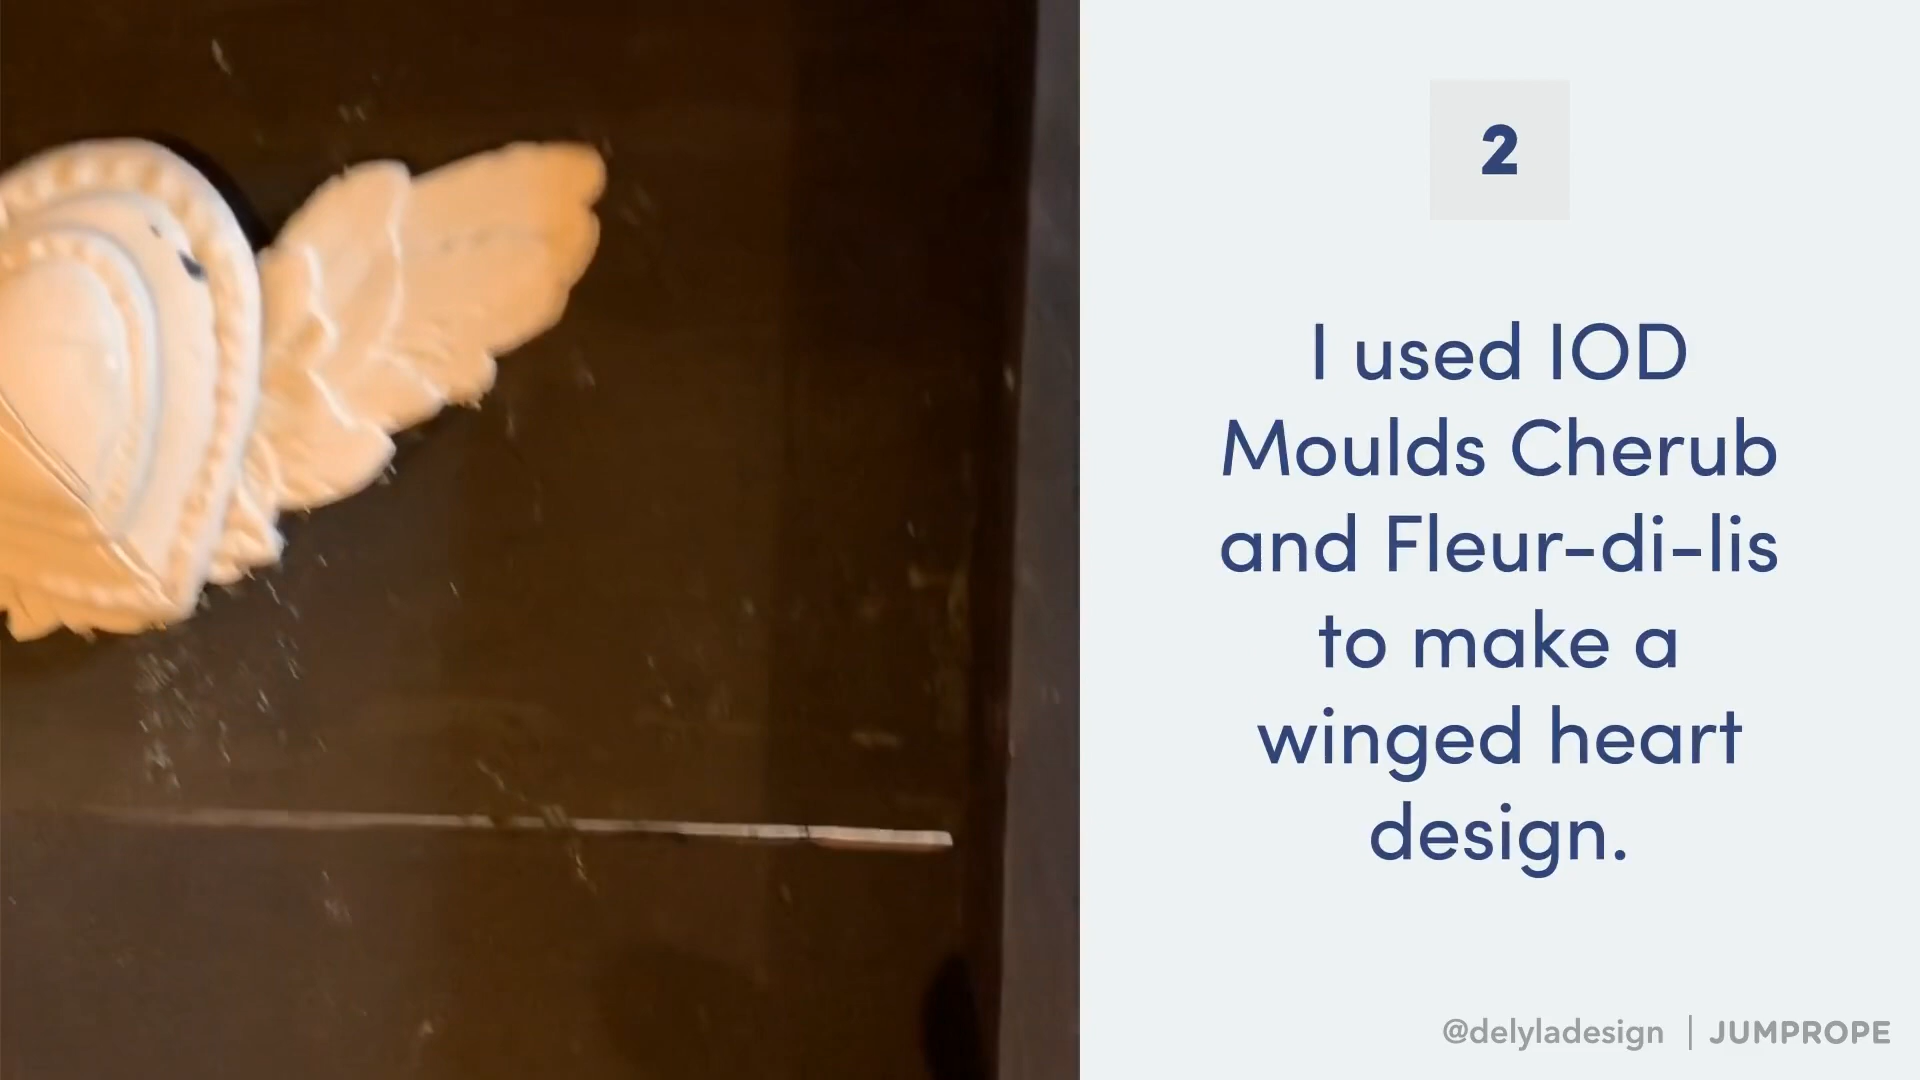 2
I used IOD
Moulds Cherub
and Fleur-di-lis
to make a
winged heart
design.
@delyladesign | JUMPROPE